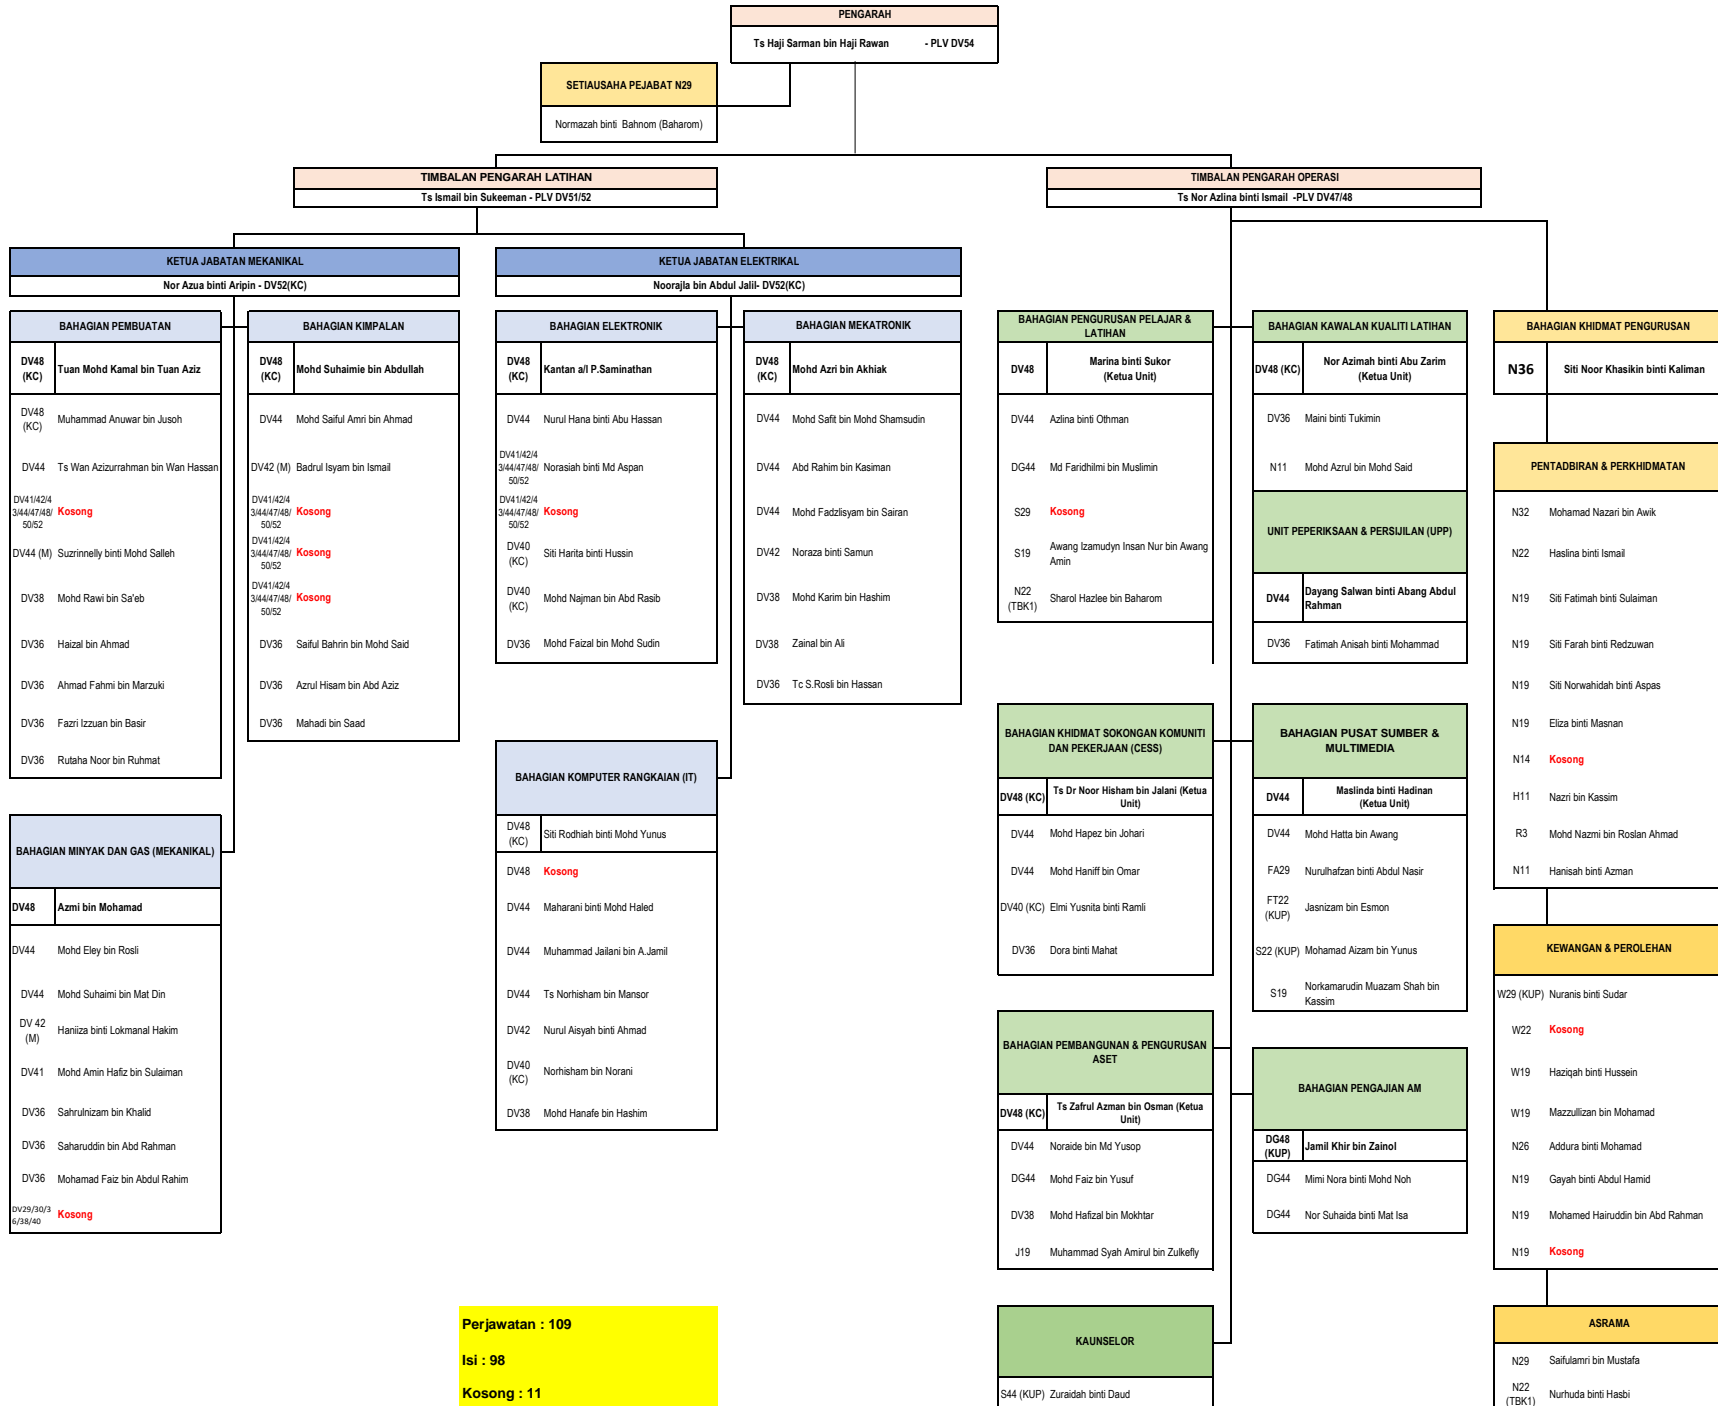 PENGARAH
Ts Haji Sarman bin Haji Rawan - PLV DV54
SETIAUSAHA PEJABAT N29
Normazah binti Bahnom (Baharom)
TIMBALAN PENGARAH LATIHAN
Ts Ismail bin Sukeeman - PLV DV51/52
TIMBALAN PENGARAH OPERASI
Ts Nor Azlina binti Ismail -PLV DV47/48
KETUA JABATAN MEKANIKAL
Nor Azua binti Aripin - DV52(KC)
KETUA JABATAN ELEKTRIKAL
Noorajla bin Abdul Jalil- DV52(KC)
BAHAGIAN PEMBUATAN
DV48
(KC)
Tuan Mohd Kamal bin Tuan Aziz
DV48
(KC)
Muhammad Anuwar bin Jusoh
DV44 Ts Wan Azizurrahman bin Wan Hassan
DV41/42/4
3/44/47/48/
50/52
Kosong
DV44 (M) Suzrinnelly binti Mohd Salleh
DV38 Mohd Rawi bin Sa'eb
DV36 Haizal bin Ahmad
DV36 Ahmad Fahmi bin Marzuki
DV36 Fazri Izzuan bin Basir
DV36 Rutaha Noor bin Ruhmat
BAHAGIAN KIMPALAN
DV48
(KC)
Mohd Suhaimie bin Abdullah
DV44 Mohd Saiful Amri bin Ahmad
DV42 (M) Badrul Isyam bin Ismail
DV41/42/4
3/44/47/48/
50/52
Kosong
DV41/42/4
3/44/47/48/
50/52
Kosong
DV41/42/4
3/44/47/48/
50/52
Kosong
DV36 Saiful Bahrin bin Mohd Said
DV36 Azrul Hisam bin Abd Aziz
DV36 Mahadi bin Saad
BAHAGIAN MINYAK DAN GAS (MEKANIKAL)
DV48 Azmi bin Mohamad
DV44 Mohd Eley bin Rosli
DV44 Mohd Suhaimi bin Mat Din
DV 42
(M)
Haniiza binti Lokmanal Hakim
DV41 Mohd Amin Hafiz bin Sulaiman
DV36 Sahrulnizam bin Khalid
DV36 Saharuddin bin Abd Rahman
DV36 Mohamad Faiz bin Abdul Rahim
DV29/30/3
6/38/40
Kosong
BAHAGIAN ELEKTRONIK
DV48
(KC)
Kantan a/l P.Saminathan
DV44 Nurul Hana binti Abu Hassan
DV41/42/4
3/44/47/48/
50/52
Norasiah binti Md Aspan
DV41/42/4
3/44/47/48/
50/52
Kosong
DV40
(KC)
Siti Harita binti Hussin
DV40
(KC)
Mohd Najman bin Abd Rasib
DV36 Mohd Faizal bin Mohd Sudin
BAHAGIAN MEKATRONIK
DV48
(KC)
Mohd Azri bin Akhiak
DV44 Mohd Safit bin Mohd Shamsudin
DV44 Abd Rahim bin Kasiman
DV44 Mohd Fadzlisyam bin Sairan
DV42 Noraza binti Samun
DV38 Mohd Karim bin Hashim
DV38 Zainal bin Ali
DV36 Tc S.Rosli bin Hassan
BAHAGIAN KOMPUTER RANGKAIAN (IT)
DV48
(KC)
Siti Rodhiah binti Mohd Yunus
DV48 Kosong
DV44 Maharani binti Mohd Haled
DV44 Muhammad Jailani bin A.Jamil
DV44 Ts Norhisham bin Mansor
DV42 Nurul Aisyah binti Ahmad
DV40
(KC)
Norhisham bin Norani
DV38 Mohd Hanafe bin Hashim
BAHAGIAN PENGURUSAN PELAJAR &
LATIHAN
DV48
Marina binti Sukor
(Ketua Unit)
DV44 Azlina binti Othman
DG44 Md Faridhilmi bin Muslimin
S29 Kosong
S19
Awang Izamudyn Insan Nur bin Awang
Amin
N22
(TBK1)
Sharol Hazlee bin Baharom
BAHAGIAN KAWALAN KUALITI LATIHAN
DV48 (KC)
Nor Azimah binti Abu Zarim
(Ketua Unit)
DV36 Maini binti Tukimin
N11 Mohd Azrul bin Mohd Said
UNIT PEPERIKSAAN & PERSIJILAN (UPP)
DV44
Dayang Salwan binti Abang Abdul
Rahman
DV36 Fatimah Anisah binti Mohammad
BAHAGIAN KHIDMAT SOKONGAN KOMUNITI
DAN PEKERJAAN (CESS)
DV48 (KC)
Ts Dr Noor Hisham bin Jalani (Ketua
Unit)
DV44 Mohd Hapez bin Johari
DV44 Mohd Haniff bin Omar
DV40 (KC) Elmi Yusnita binti Ramli
DV36 Dora binti Mahat
BAHAGIAN PUSAT SUMBER &
MULTIMEDIA
DV44
Maslinda binti Hadinan
(Ketua Unit)
DV44 Mohd Hatta bin Awang
FA29 Nurulhafzan binti Abdul Nasir
FT22
(KUP)
Jasnizam bin Esmon
S22 (KUP) Mohamad Aizam bin Yunus
S19
Norkamarudin Muazam Shah bin
Kassim
BAHAGIAN PEMBANGUNAN & PENGURUSAN
ASET
DV48 (KC)
Ts Zafrul Azman bin Osman (Ketua
Unit)
DV44 Noraide bin Md Yusop
DG44 Mohd Faiz bin Yusuf
DV38 Mohd Hafizal bin Mokhtar
J19 Muhammad Syah Amirul bin Zulkefly
BAHAGIAN PENGAJIAN AM
DG48
(KUP)
Jamil Khir bin Zainol
DG44 Mimi Nora binti Mohd Noh
DG44 Nor Suhaida binti Mat Isa
KAUNSELOR
S44 (KUP) Zuraidah binti Daud
BAHAGIAN KHIDMAT PENGURUSAN
N36 Siti Noor Khasikin binti Kaliman
PENTADBIRAN & PERKHIDMATAN
N32 Mohamad Nazari bin Awik
N22 Haslina binti Ismail
N19 Siti Fatimah binti Sulaiman
N19 Siti Farah binti Redzuwan
N19 Siti Norwahidah binti Aspas
N19 Eliza binti Masnan
N14 Kosong
H11 Nazri bin Kassim
R3 Mohd Nazmi bin Roslan Ahmad
N11 Hanisah binti Azman
KEWANGAN & PEROLEHAN
W29 (KUP) Nuranis binti Sudar
W22 Kosong
W19 Haziqah binti Hussein
W19 Mazzullizan bin Mohamad
N26 Addura binti Mohamad
N19 Gayah binti Abdul Hamid
N19 Mohamed Hairuddin bin Abd Rahman
N19 Kosong
ASRAMA
N29 Saifulamri bin Mustafa
N22
(TBK1)
Nurhuda binti Hasbi
Perjawatan : 109
Isi : 98
Kosong : 11